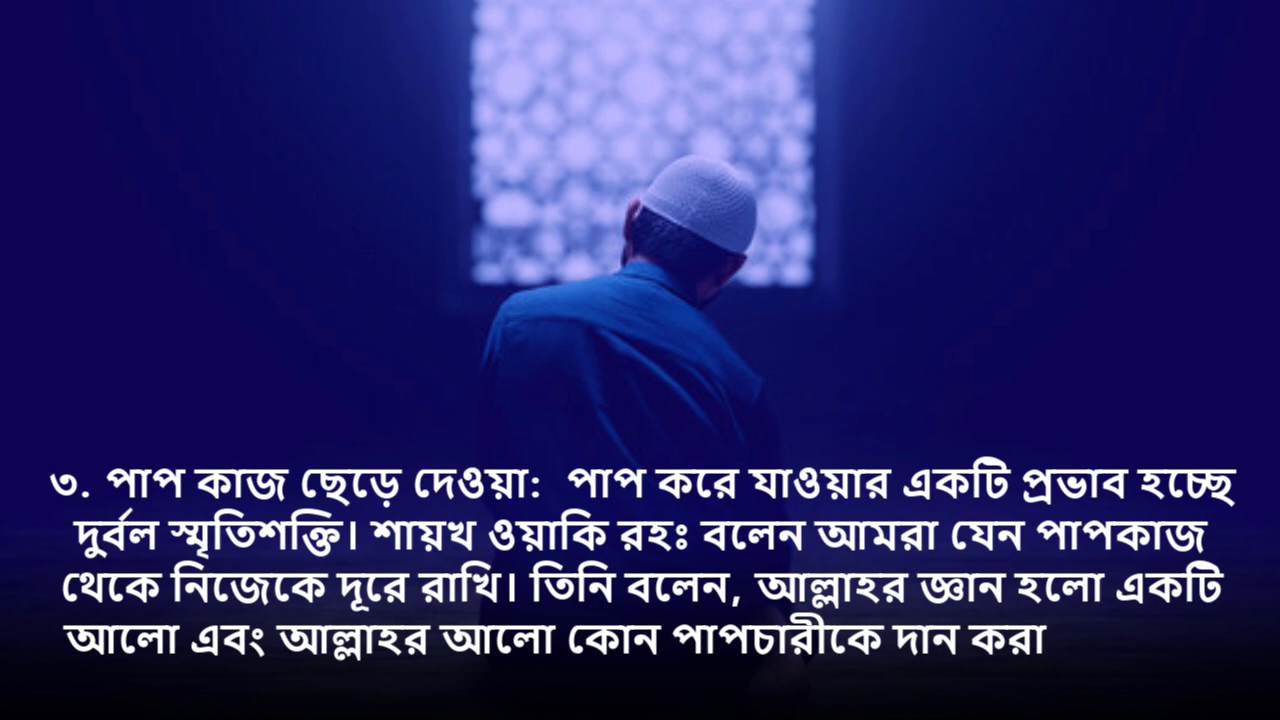 ৩. পাপ কাজ ছেড়ে দেওয়া:  পাপ করে যাওয়ার একটি প্রভাব হচ্ছে
দুর্বল স্মৃতিশক্তি। শায়খ ওয়াকি রহঃ বলেন আমরা যেন পাপকাজ
থেকে নিজেকে দূরে রাখি। তিনি বলেন, আল্লাহর জ্ঞান হলো একটি
আলো এবং আল্লাহর আলো কোন পাপচারীকে দান করা